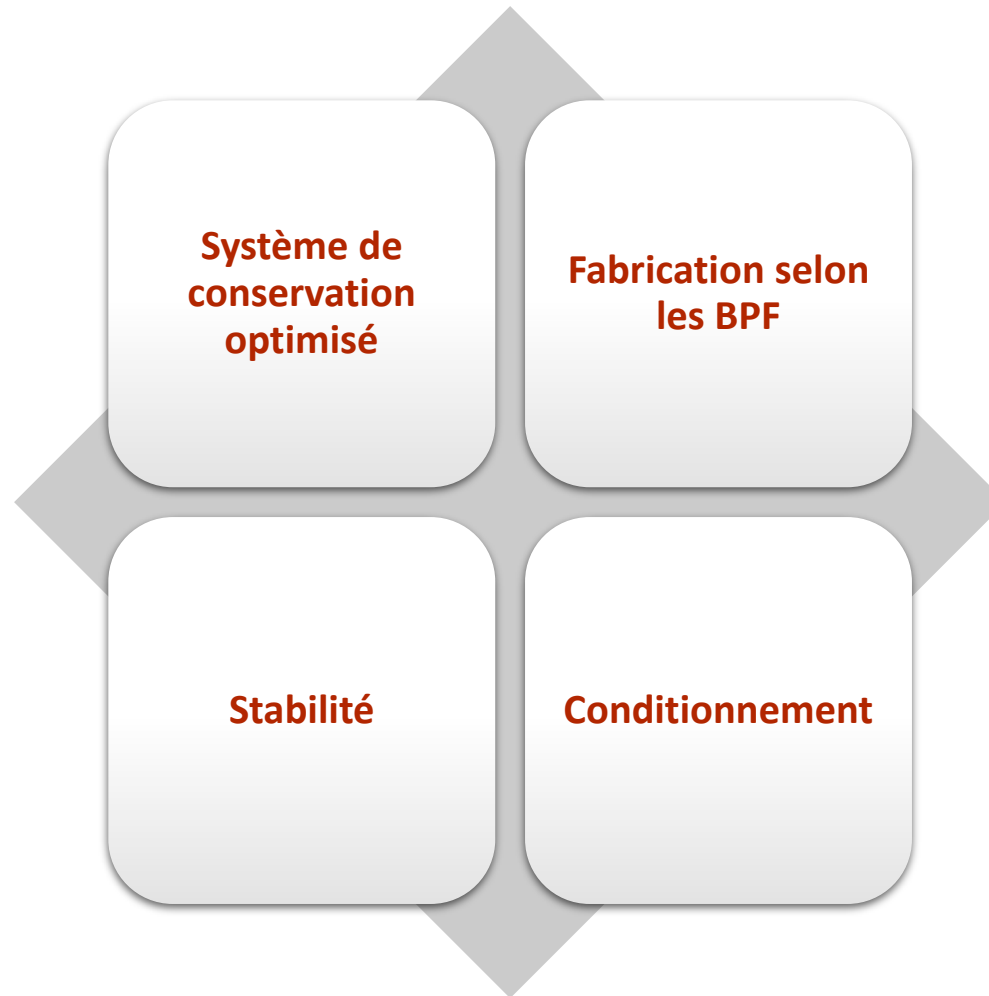 Système de
conservation
optimisé
Fabrication selon
les BPF
Stabilité
Conditionnement